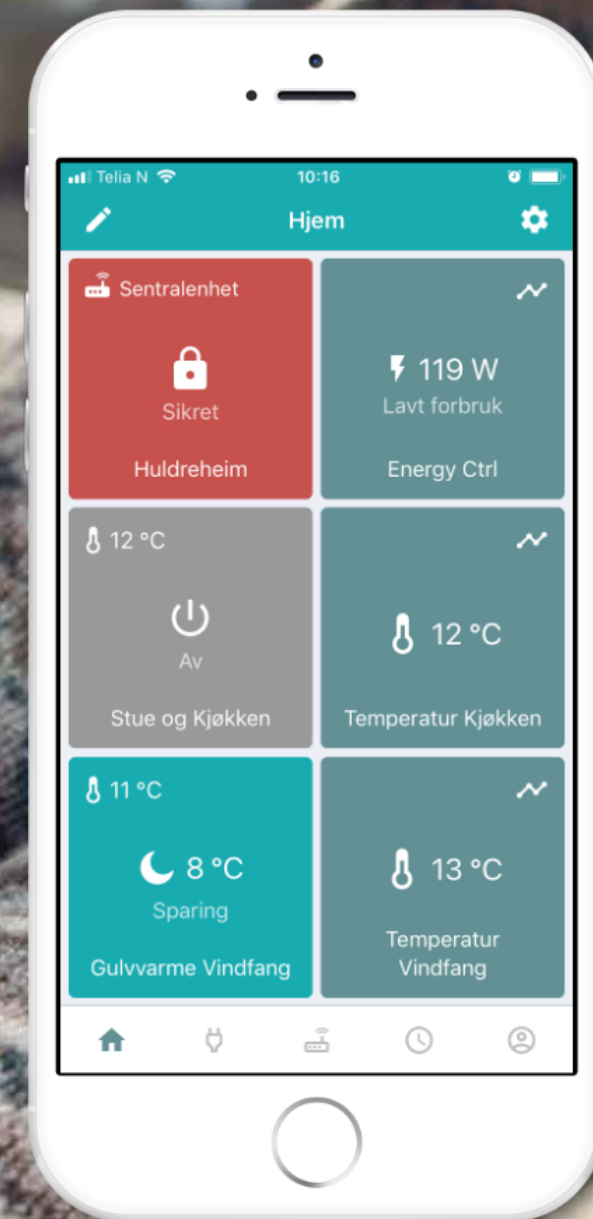 Telia N 10:16
Hjem
Sentralenhet
Sikret
Huldreheim
119 W
Lavt forbruk
Energy Ctrl
12 °C
Av
Stue og Kjøkken
12 °C
Temperatur Kjøkken
11 °C
8 °C
Sparing
Gulvvarme Vindfang
13 °C
Temperatur
Vindfang